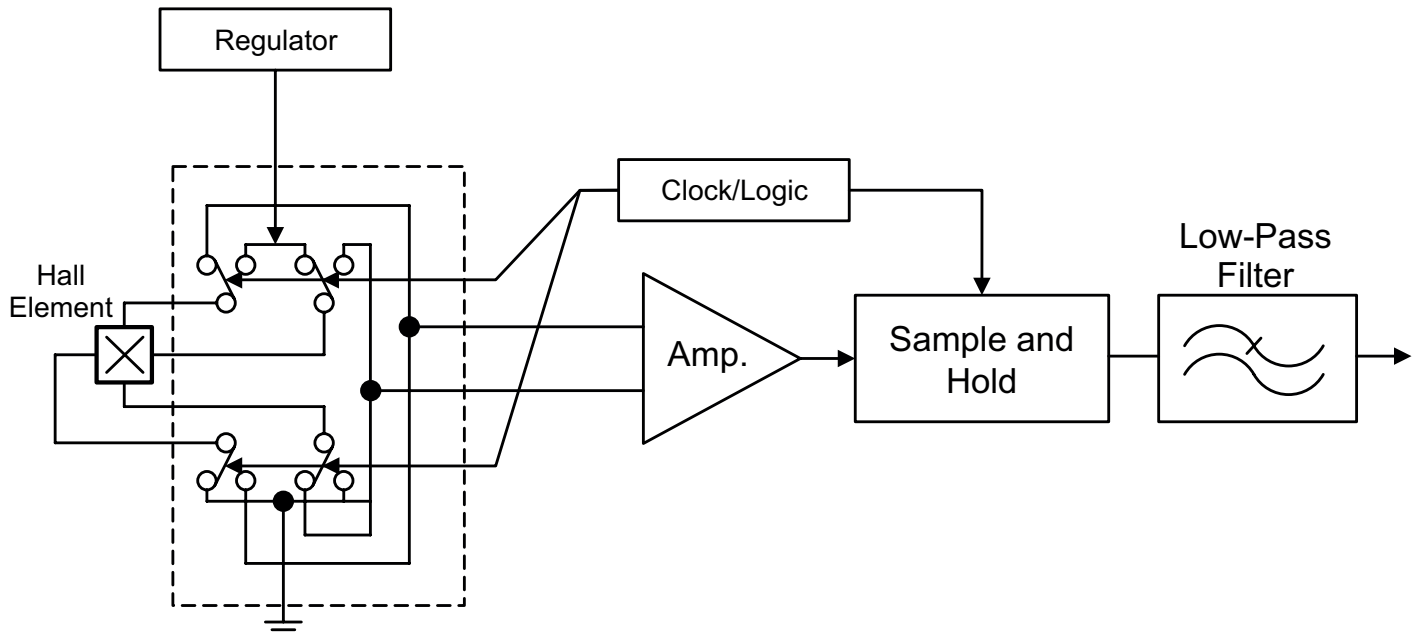 Regulator
Clock/Logic
Low-Pass
Filter
Hall
Element
Amp.
Sample and
Hold